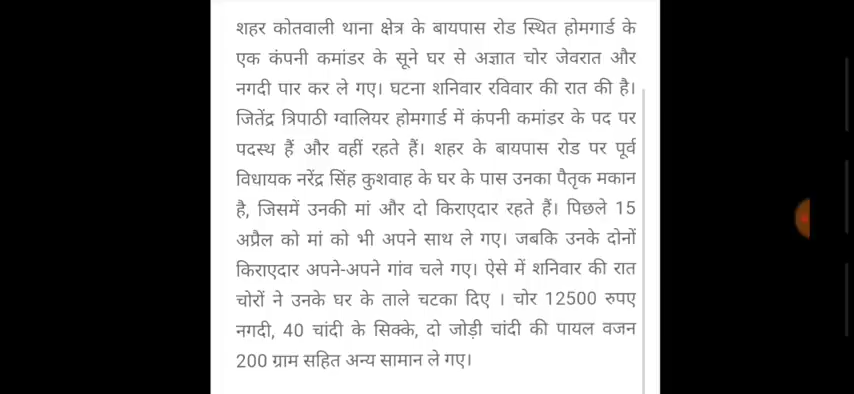 शहर कोतवाली थाना क्षेत्र के बायपास रोड स्थित होमगार्ड के
एक कंपनी कमांडर के सूने घर से अज्ञात चोर जेवरात और
नगदी पार कर ले गए। घटना शनिवार रविवार की रात की है।
जितेंद्र त्रिपाठी ग्वालियर होमगार्ड में कंपनी कमांडर के पद पर
पदस्थ हैं और वहीं रहते हैं। शहर के बायपास रोड पर पूर्व
विधायक नरेंद्र सिंह कुशवाह के घर के पास उनका पैतृक मकान
है, जिसमें उनकी मां और दो किराएदार रहते हैं। पिछले 15
अप्रैल को मां को भी अपने साथ ले गए। जबकि उनके दोनों
किराएदार अपने-अपने गांव चले गए। ऐसे में शनिवार की रात
चोरों ने उनके घर के ताले चटका दिए । चोर 12500 रुपए
नगदी, 40 चांदी के सिक्के, दो जोड़ी चांदी की पायल वजन
200 ग्राम सहित अन्य सामान ले गए।